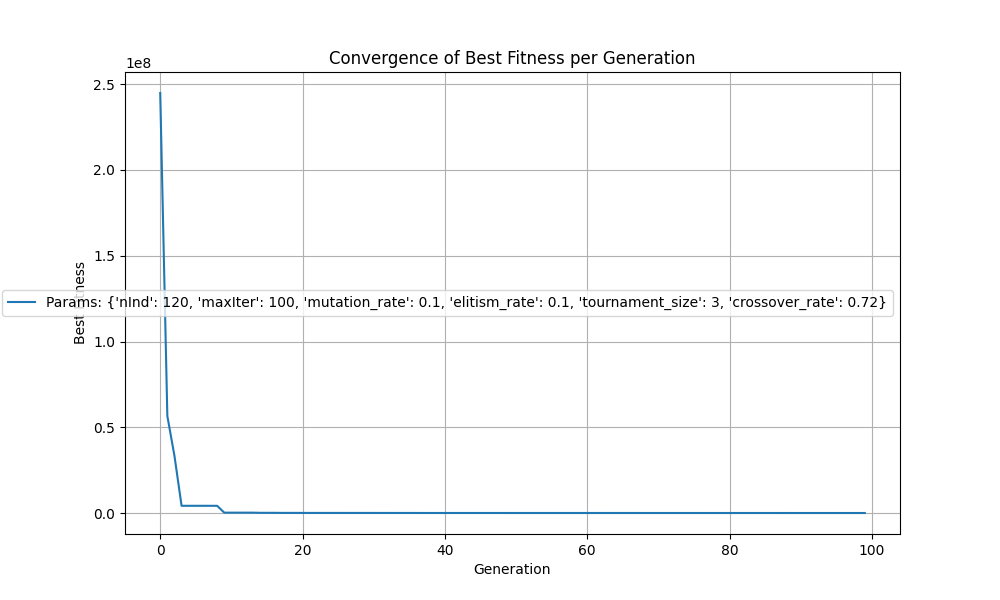 Convergence of Best Fitness per Generation
1e8
2.5
2.0
1.5
Params: {'nInd': 120, 'maxIter': 100, 'mutation_rate': 0.1, 'elitism_rate': 0.1, 'tournament_size': 3, 'crossover_rate': 0.72}
Best Fitness
1.0
0.5
0.0
0 20 40 60 80 100
Generation